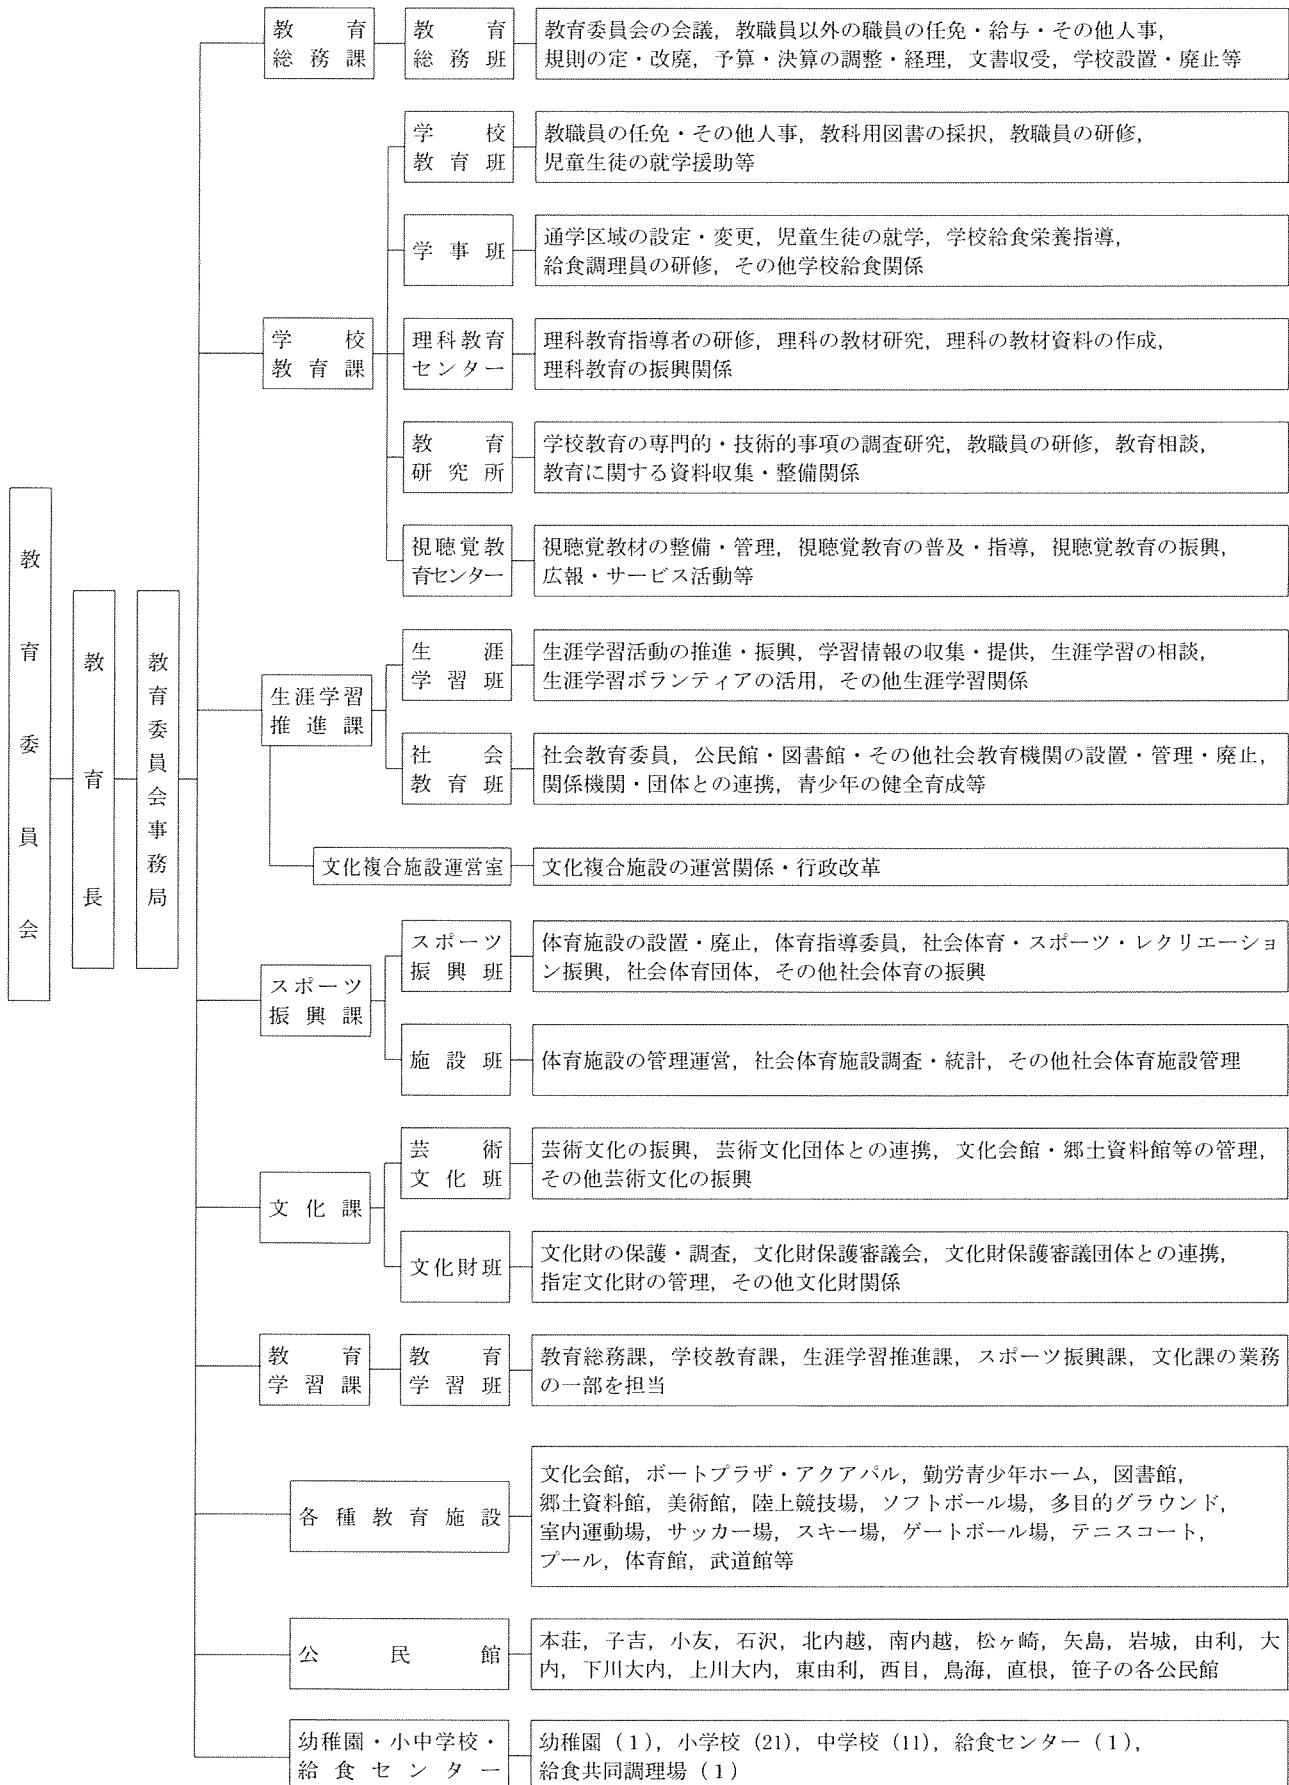 教育委員会
教育長
教育委員会事務局
教育
総務課
教育
総務班
教育委員会の会議，教職員以外の職員の任免・給与・その他人事，
規則の定・改廃，予算・決算の調整・経理，文書収受，学校設置・廃止等
学校
教育課
学校
教育班
教職員の任免・その他人事，教科用図書の採択，教職員の研修，
児童生徒の就学援助等
学事班
通学区域の設定・変更，児童生徒の就学，学校給食栄養指導，
給食調理員の研修，その他学校給食関係
理科教育
センター
理科教育指導者の研修，理科の教材研究，理科の教材資料の作成，
理科教育の振興関係
教育
研究所
学校教育の専門的・技術的事項の調査研究，教職員の研修，教育相談，
教育に関する資料収集・整備関係
視聴覚教
育センター
視聴覚教材の整備・管理，視聴覚教育の普及・指導，視聴覚教育の振興，
広報・サービス活動等
生涯学習
推進課
生涯
学習班
生涯学習活動の推進・振興，学習情報の収集・提供，生涯学習の相談，
生涯学習ボランティアの活用，その他生涯学習関係
社会
教育班
社会教育委員，公民館・図書館・その他社会教育機関の設置・管理・廃止，
関係機関・団体との連携，青少年の健全育成等
文化複合施設運営室
文化複合施設の運営関係・行政改革
スポーツ
振興課
スポーツ
振興班
体育施設の設置・廃止，体育指導委員，社会体育・スポーツ・レクリエーショ
ン振興，社会体育団体，その他社会体育の振興
施設班
体育施設の管理運営，社会体育施設調査・統計，その他社会体育施設管理
文化課
芸術
文化班
芸術文化の振興，芸術文化団体との連携，文化会館・郷土資料館等の管理，
その他芸術文化の振興
文化財班
文化財の保護・調査，文化財保護審議会，文化財保護審議団体との連携，
指定文化財の管理，その他文化財関係
教育
学習課
教育
学習班
教育総務課，学校教育課，生涯学習推進課，スポーツ振興課，文化課の業務
の一部を担当
各種教育施設
文化会館，ボートプラザ・アクアパル，勤労青少年ホーム，図書館，
郷土資料館，美術館，陸上競技場，ソフトボール場，多目的グラウンド，
室内運動場，サッカー場，スキー場，ゲートボール場，テニスコート，
プール，体育館，武道館等
公民館
本荘，子吉，小友，石沢，北内越，南内越，松ヶ崎，矢島，岩城，由利，大
内，下川大内，上川大内，東由利，西目，鳥海，直根，笹子の各公民館
幼稚園・小中学校・
給食センター
幼稚園（1），小学校（21），中学校（11），給食センター（1），
給食共同調理場（1）